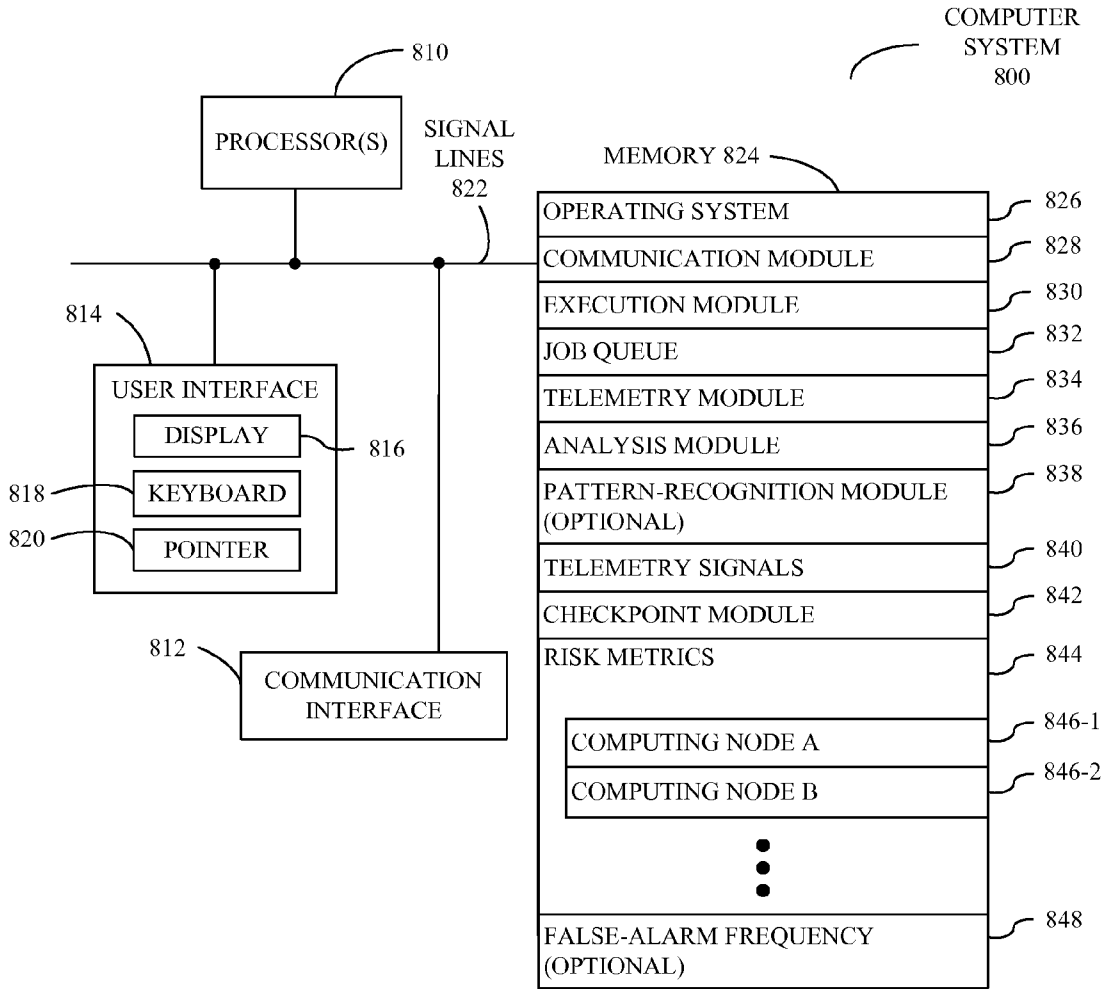 COMPUTER
SYSTEM
800
810
PROCESSOR(S)
SIGNAL
LINES
822
MEMORY 824
OPERATING SYSTEM
826
COMMUNICATION MODULE
828
EXECUTION MODULE
830
JOB QUEUE
832
TELEMETRY MODULE
834
ANALYSIS MODULE
836
PATTERN-RECOGNITION MODULE
(OPTIONAL)
838
TELEMETRY SIGNALS
840
CHECKPOINT MODULE
842
RISK METRICS
844
COMPUTING NODE A
846-1
COMPUTING NODE B
846-2
FALSE-ALARM FREQUENCY
(OPTIONAL)
848
814
USER INTERFACE
DISPLAY
816
818
KEYBOARD
820
POINTER
812
COMMUNICATION
INTERFACE